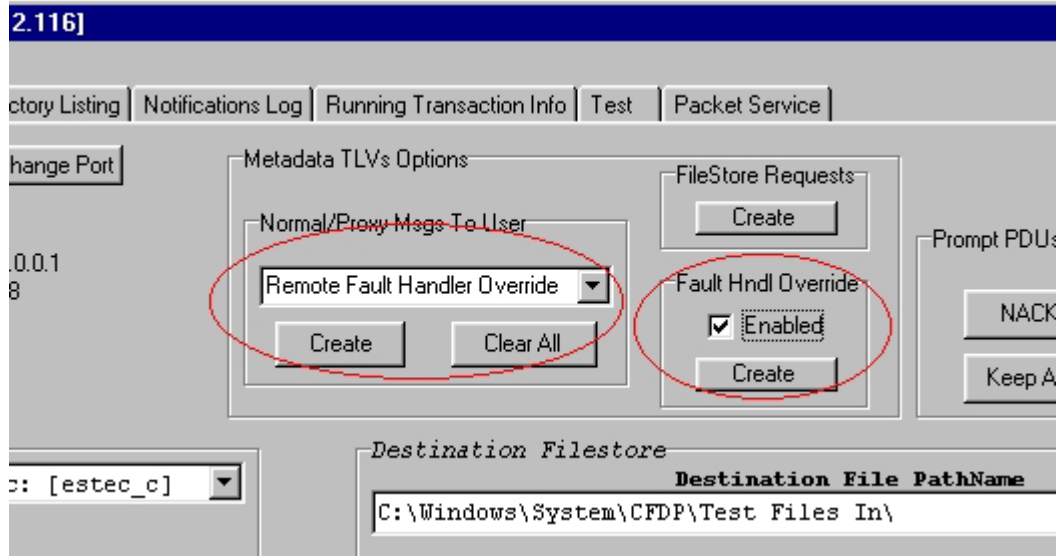 2.116]
ctory Listing Notifications Log Running Transaction Info Test Packet Service
hange Port
Metadata TLVs Options
FileStore Requests
Create
Normal/Proxy Msgs To User
Prompt PDUs
.0.0.1
8
Remote Fault Handler Override
Fault Hndl Override
Enabled
NACK
Create Clear All
Create
Keep A
Destination Filestore
c: [estec_c]
Destination File PathName
C:\Windows\System\CFDP\Test Files In\